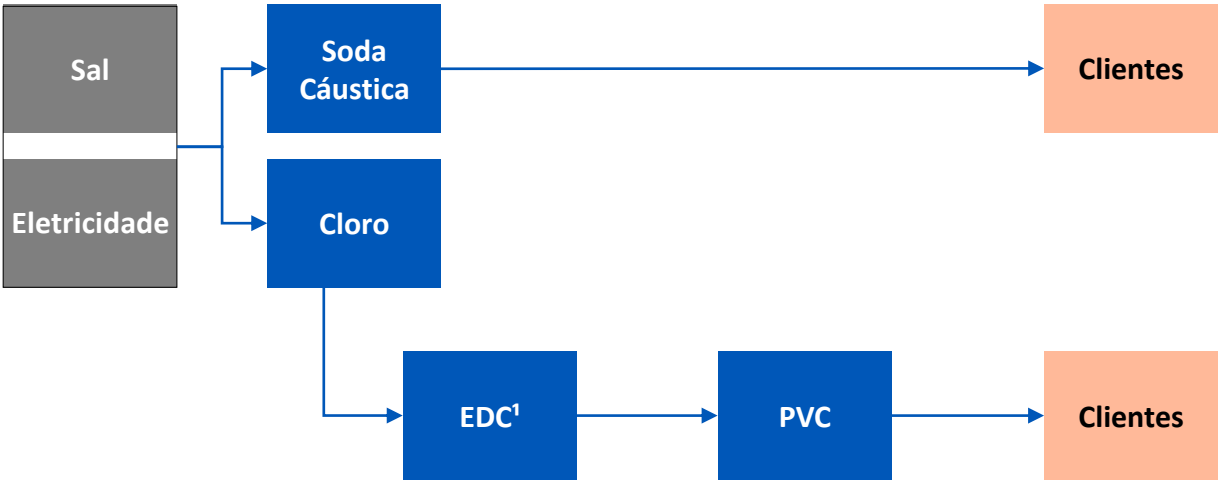 Sal
Eletricidade
Soda
Cáustica
Clientes
Cloro
EDC¹
PVC
Clientes